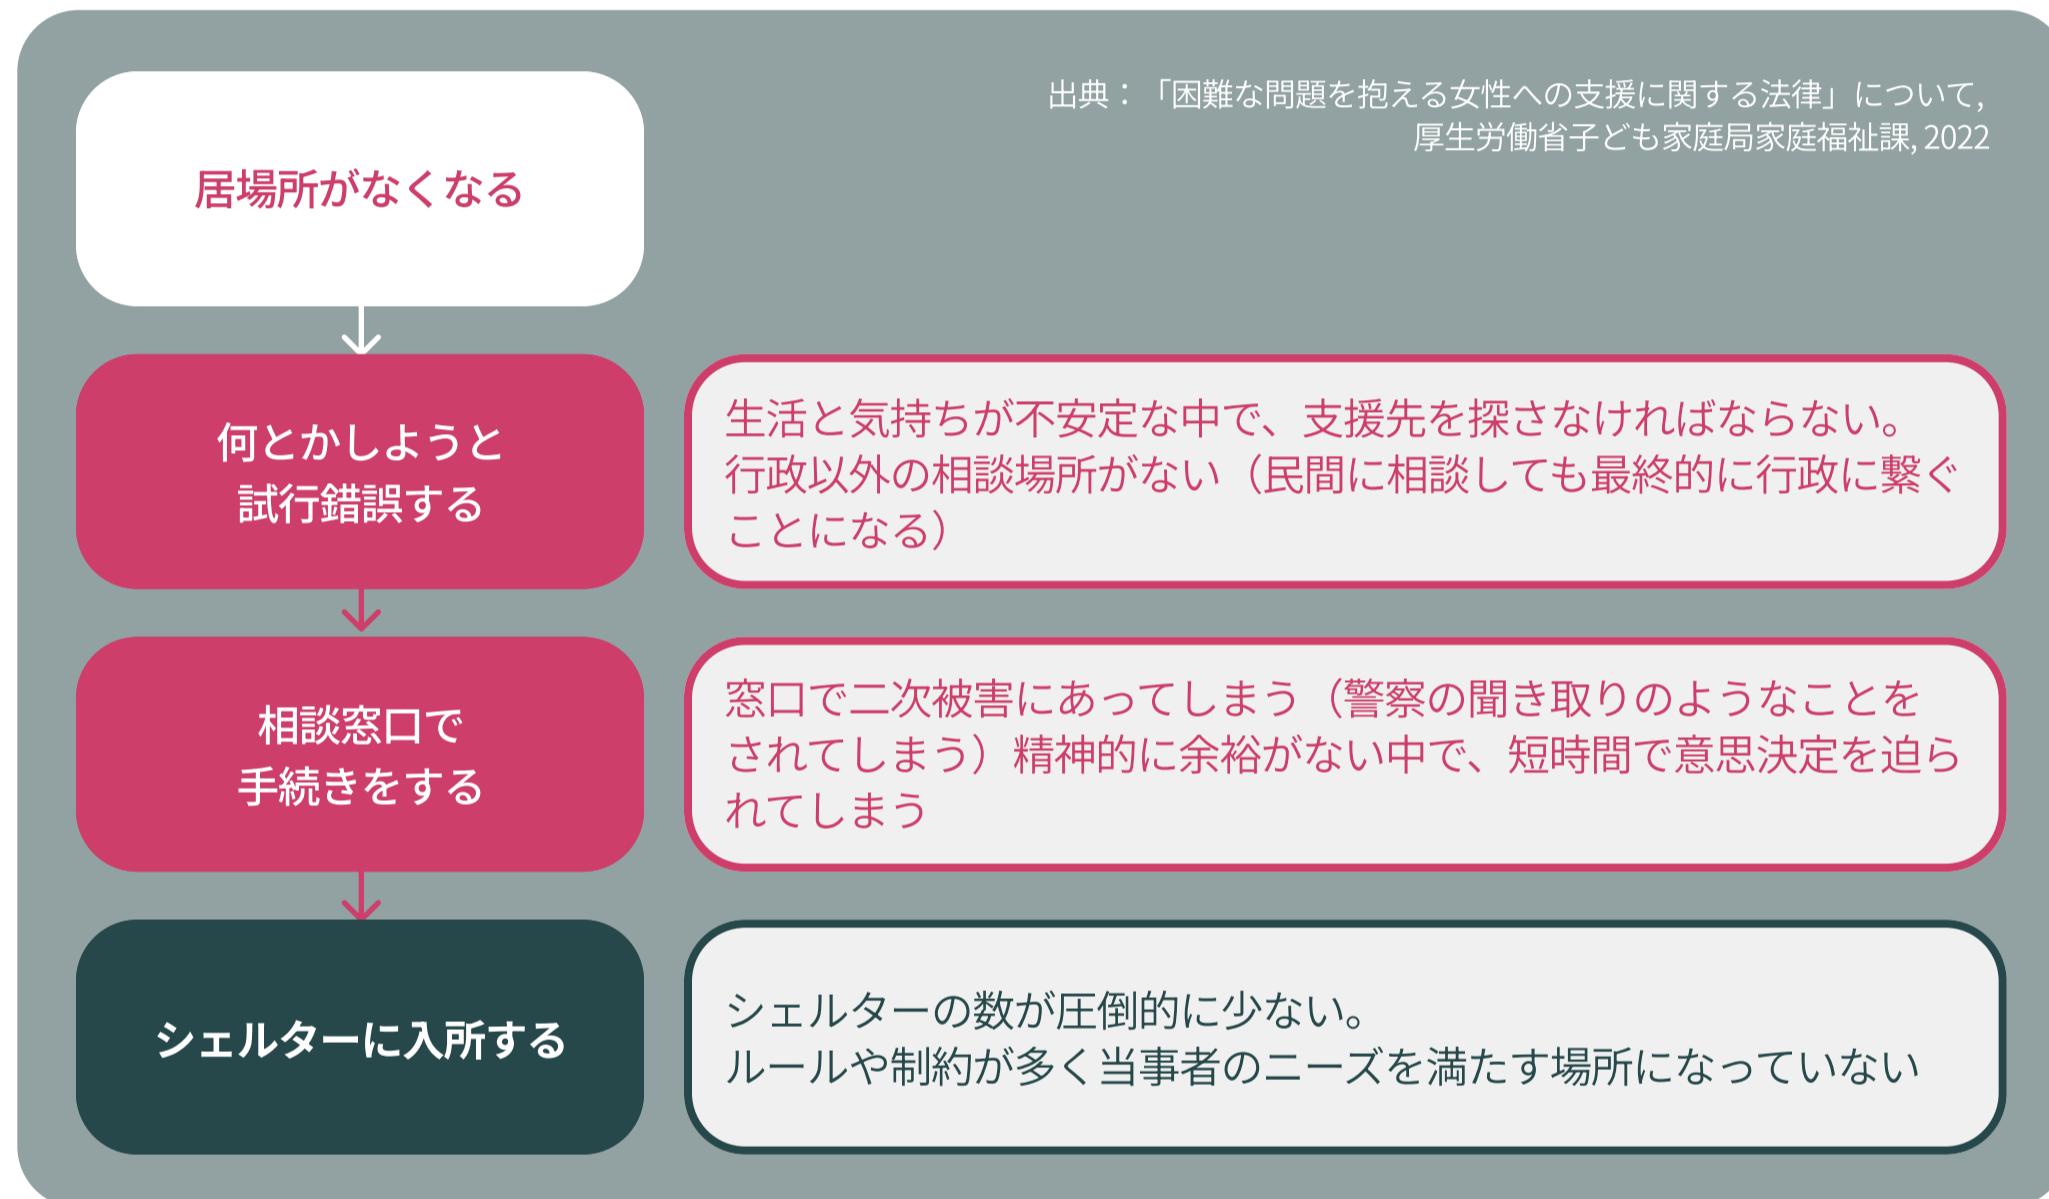 出典：「困難な問題を抱える女性への支援に関する法律」について,
厚生労働省子ども家庭局家庭福祉課, 2022
居場所がなくなる
何とかしようと
試行錯誤する
生活と気持ちが不安定な中で、支援先を探さなければならない。
行政以外の相談場所がない（民間に相談しても最終的に行政に繋ぐ
ことになる）
相談窓口で
手続きをする
窓口で二次被害にあってしまう（警察の聞き取りのようなことを
されてしまう）精神的に余裕がない中で、短時間で意思決定を迫ら
れてしまう
シェルターに入所する
シェルターの数が圧倒的に少ない。
ルールや制約が多く当事者のニーズを満たす場所になっていない